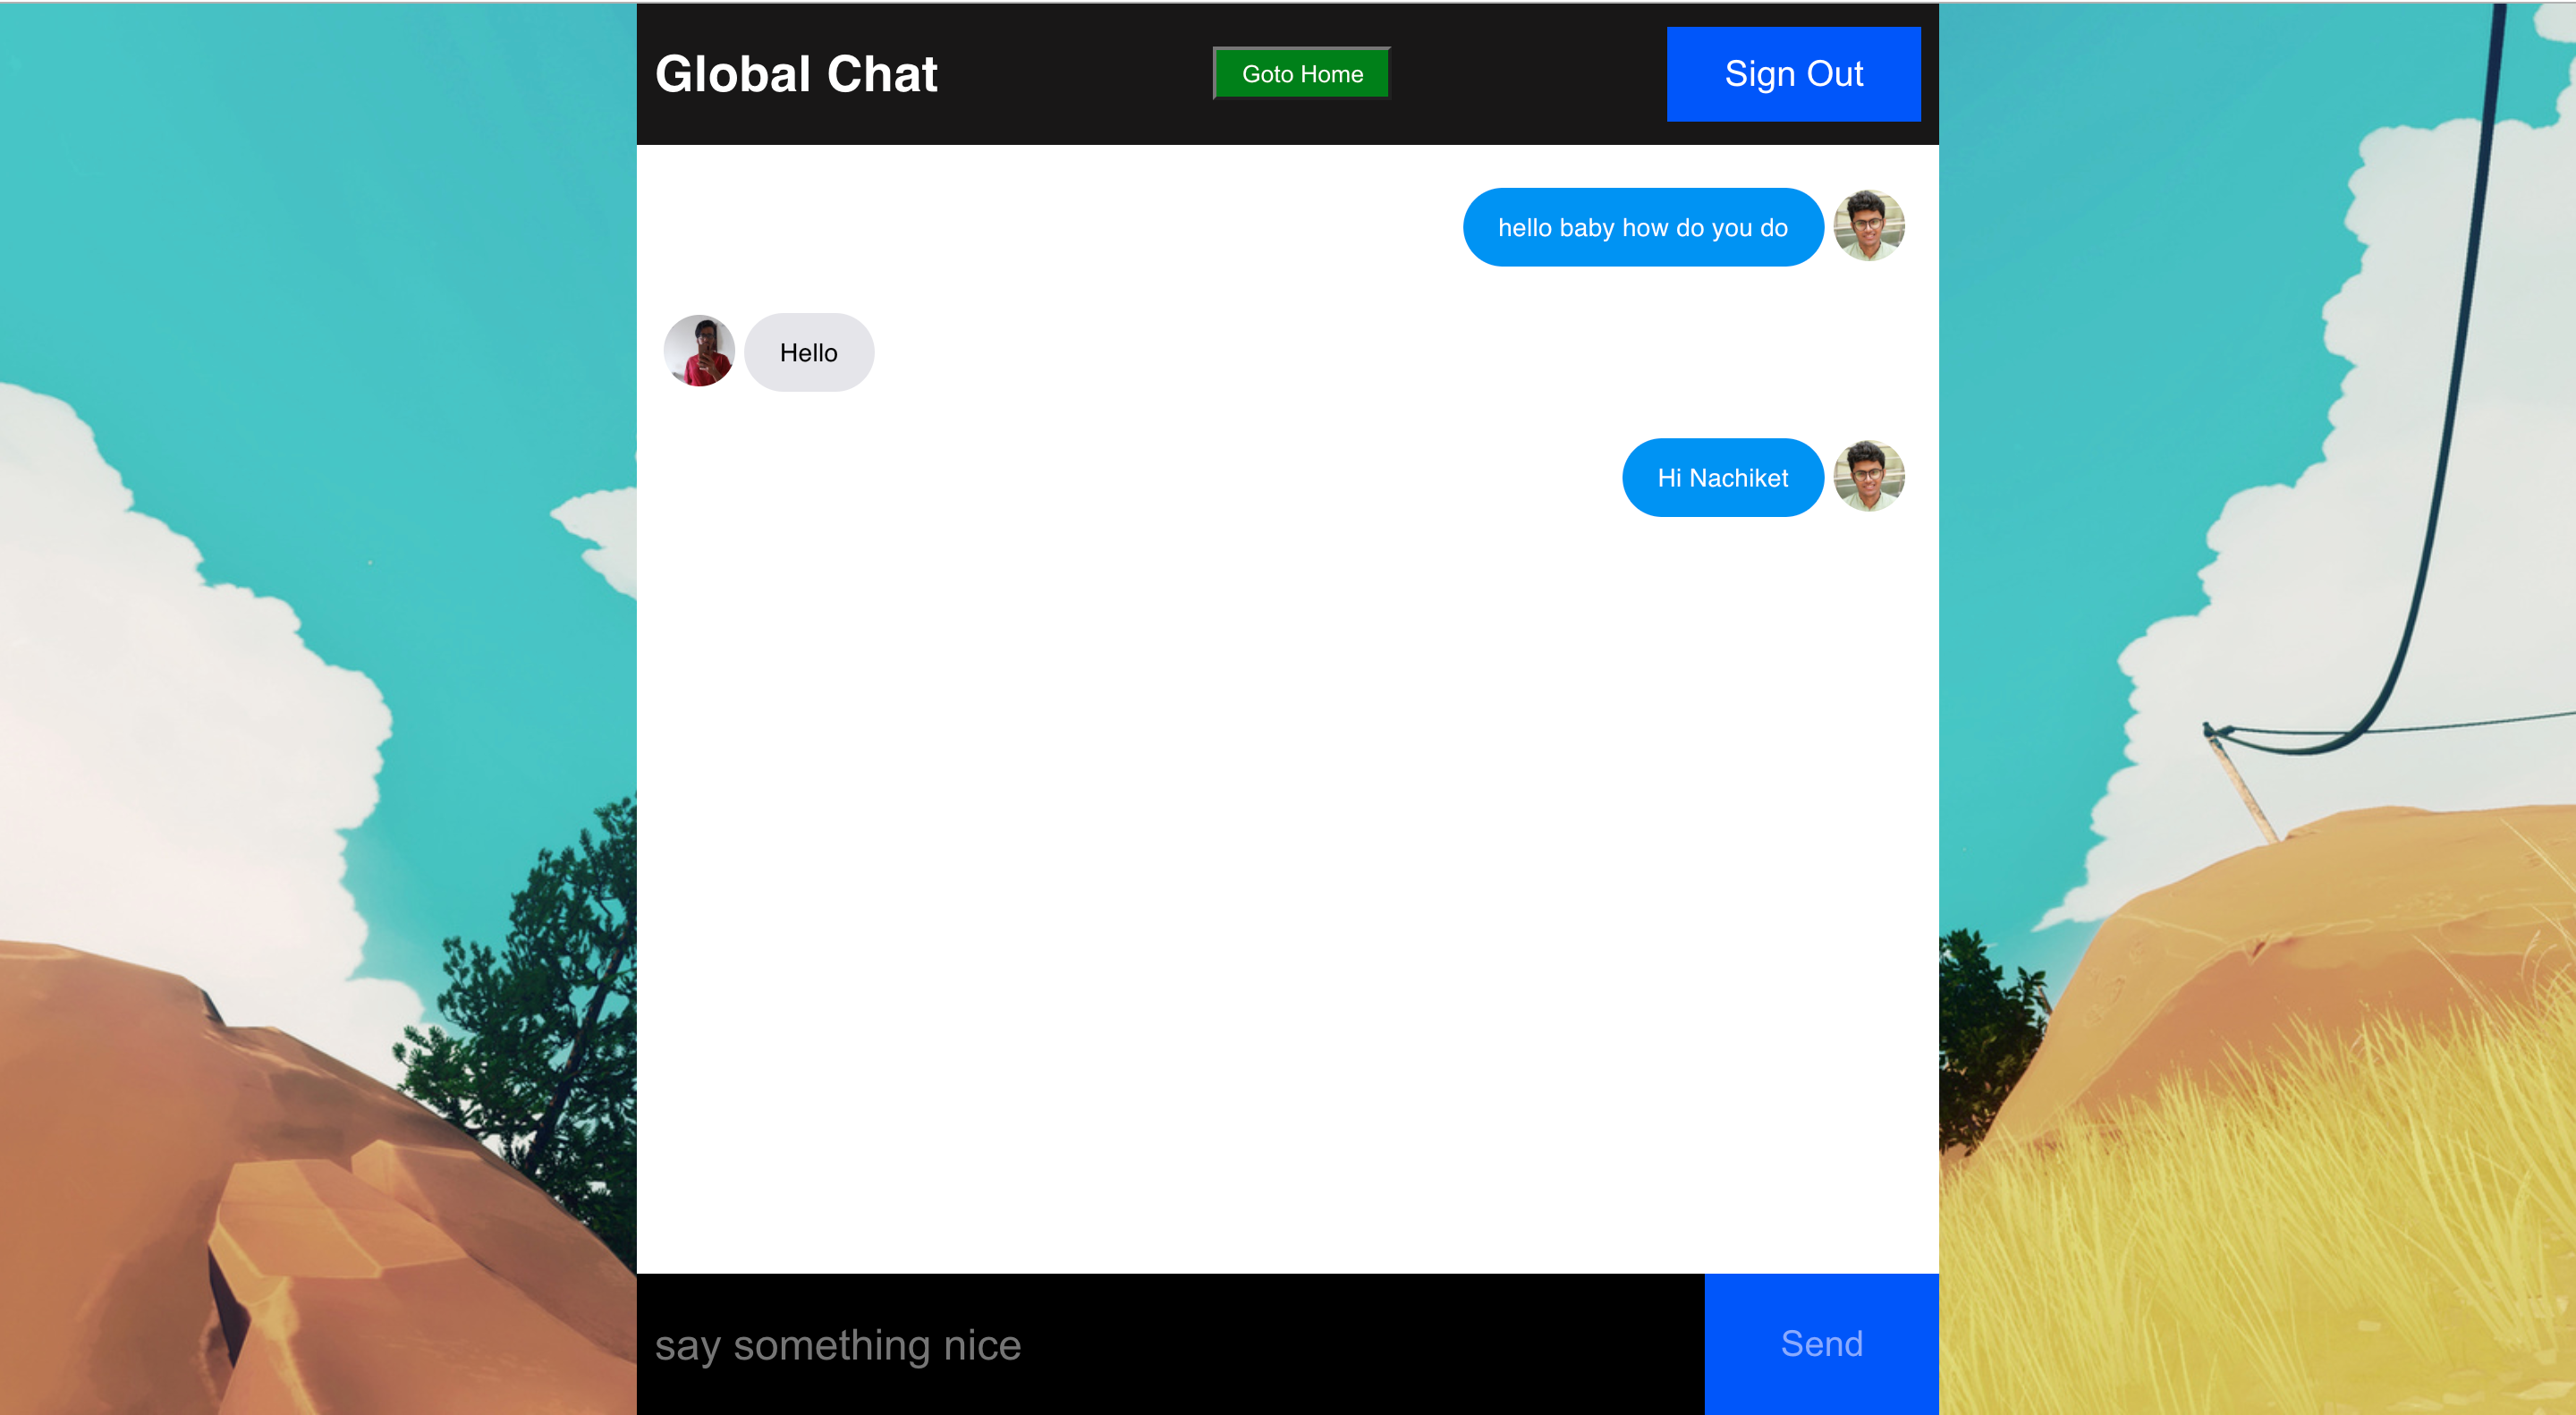 Global Chat
Goto Home
Sign Out
hello baby how do you do
Hello
Hi Nachiket
say something nice
Send